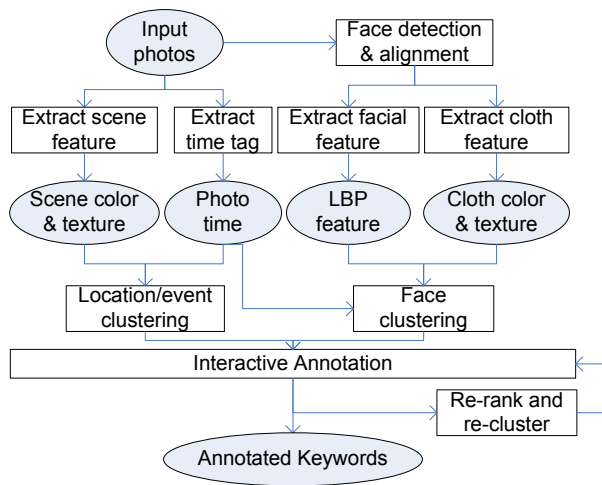 Input
photos
Face detection
& alignment
Extract scene
feature
Extract
time tag
Extract facial
feature
Extract cloth
feature
Scene color
& texture
Photo
time
LBP
feature
Cloth color
& texture
Location/event
clustering
Face
clustering
Interactive Annotation
Re-rank and
re-cluster
Annotated Keywords